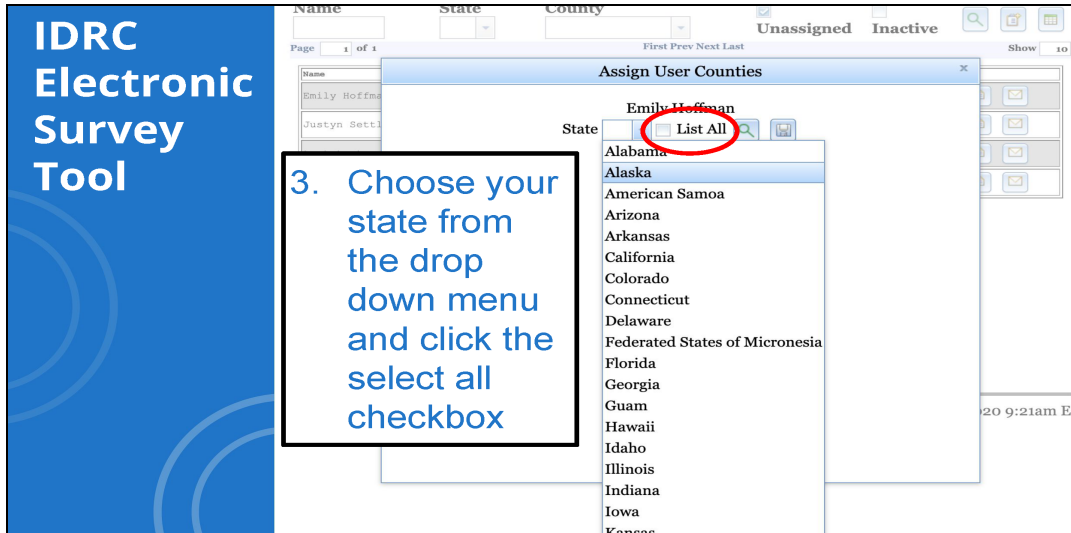 IDRC
Electronic
Survey
Tool
Name State County
Unassigned Inactive
Page 1 of 1 First Prev Next Last Show 10
Name
Assign User Counties x
Emily Hoffma
Emily Hoffman
Justyn Settl
State List All
3. Choose your
state from
the drop
down menu
and click the
select all
checkbox
Alabama
Alaska
American Samoa
Arizona
Arkansas
California
Colorado
Connecticut
Delaware
Federated States of Micronesia
Florida
Georgia
Guam
Hawaii
Idaho
Illinois
Indiana
Iowa
Kansas
020 9:21am E